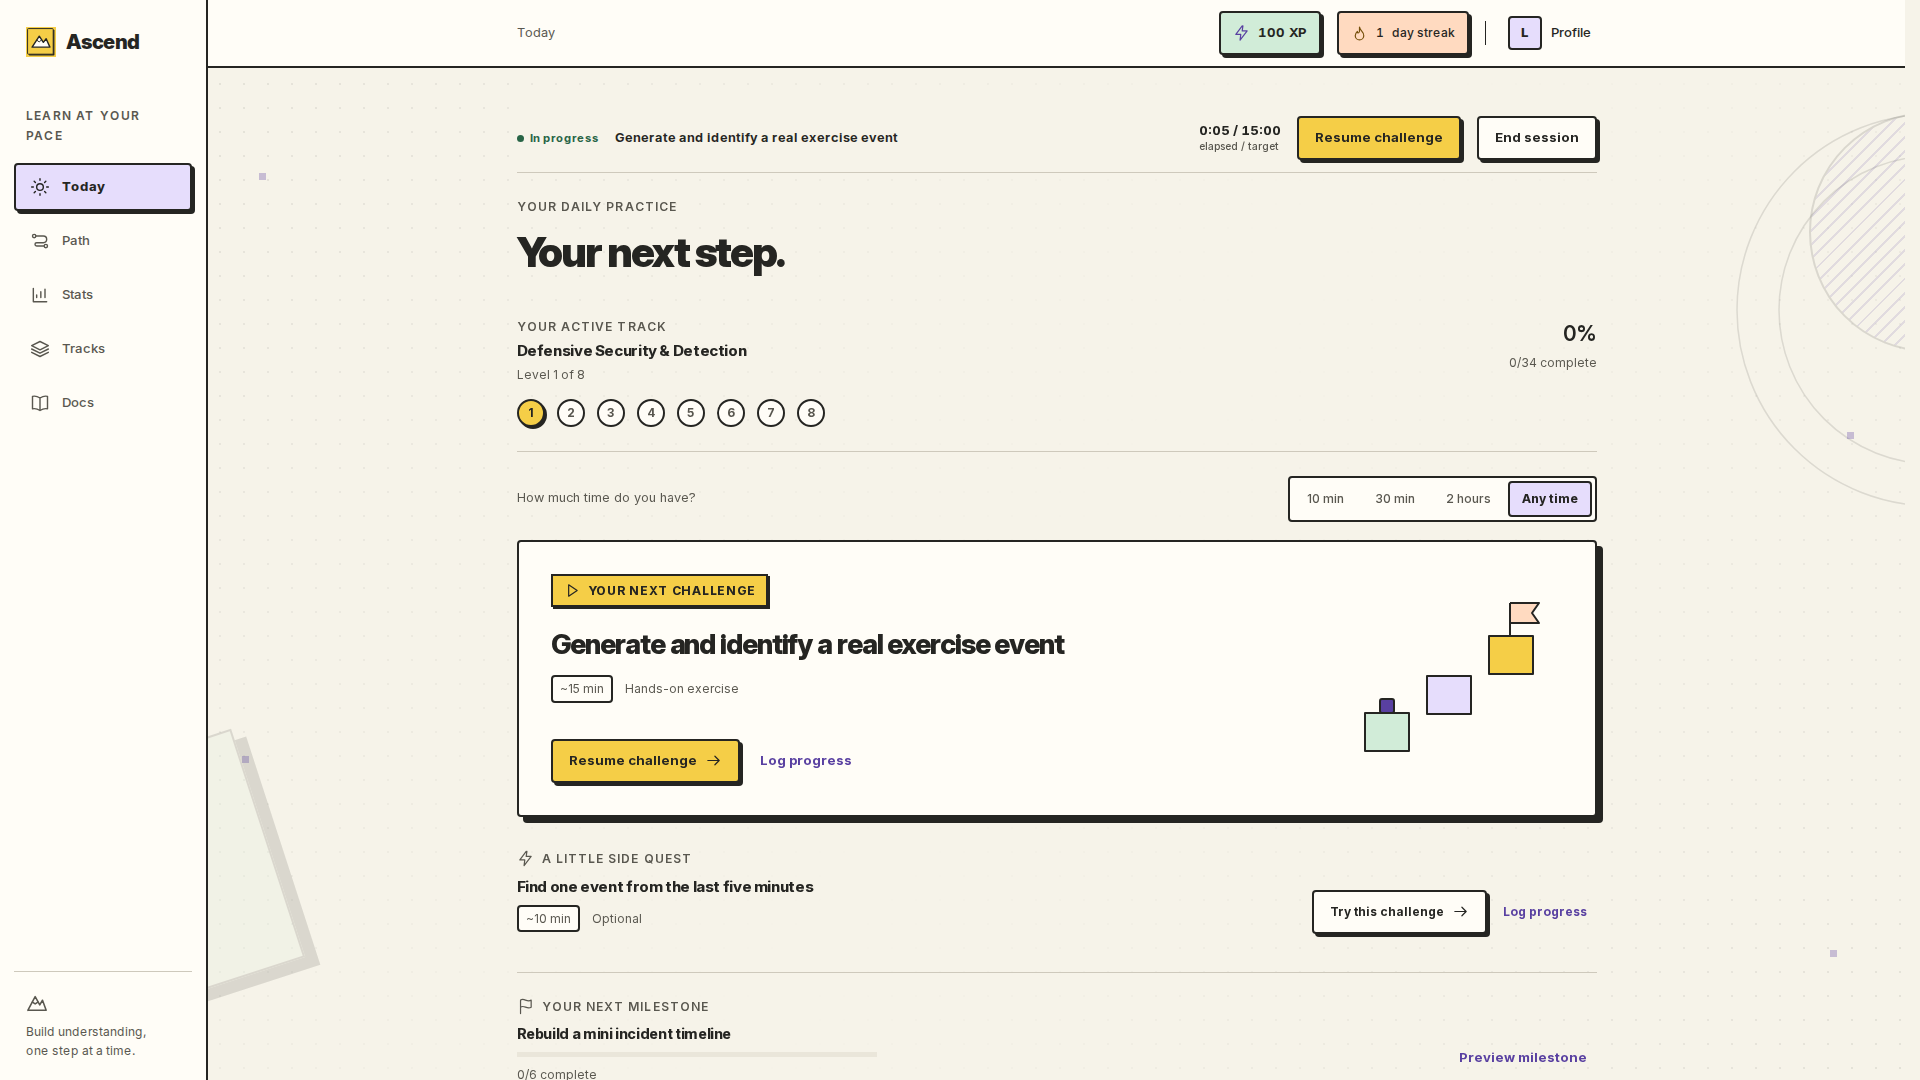 Ascend
LEARN AT YOUR
PACE
Today
Path
Stats
Tracks
Docs
Build understanding,
one step at a time.
Today
100 XP
1 day streak
L
Profile
In progress
Generate and identify a real exercise event
0:05 / 15:00
elapsed / target
Resume challenge
End session
YOUR DAILY PRACTICE
Your next step.
YOUR ACTIVE TRACK
Defensive Security & Detection
Level 1 of 8
0%
0/34 complete
1 2 3 4 5 6 7 8
How much time do you have?
10 min
30 min
2 hours
Any time
YOUR NEXT CHALLENGE
Generate and identify a real exercise event
~15 min
Hands-on exercise
Resume challenge
Log progress
A LITTLE SIDE QUEST
Find one event from the last five minutes
~10 min
Optional
Try this challenge
Log progress
YOUR NEXT MILESTONE
Rebuild a mini incident timeline
0/6 complete
Preview milestone